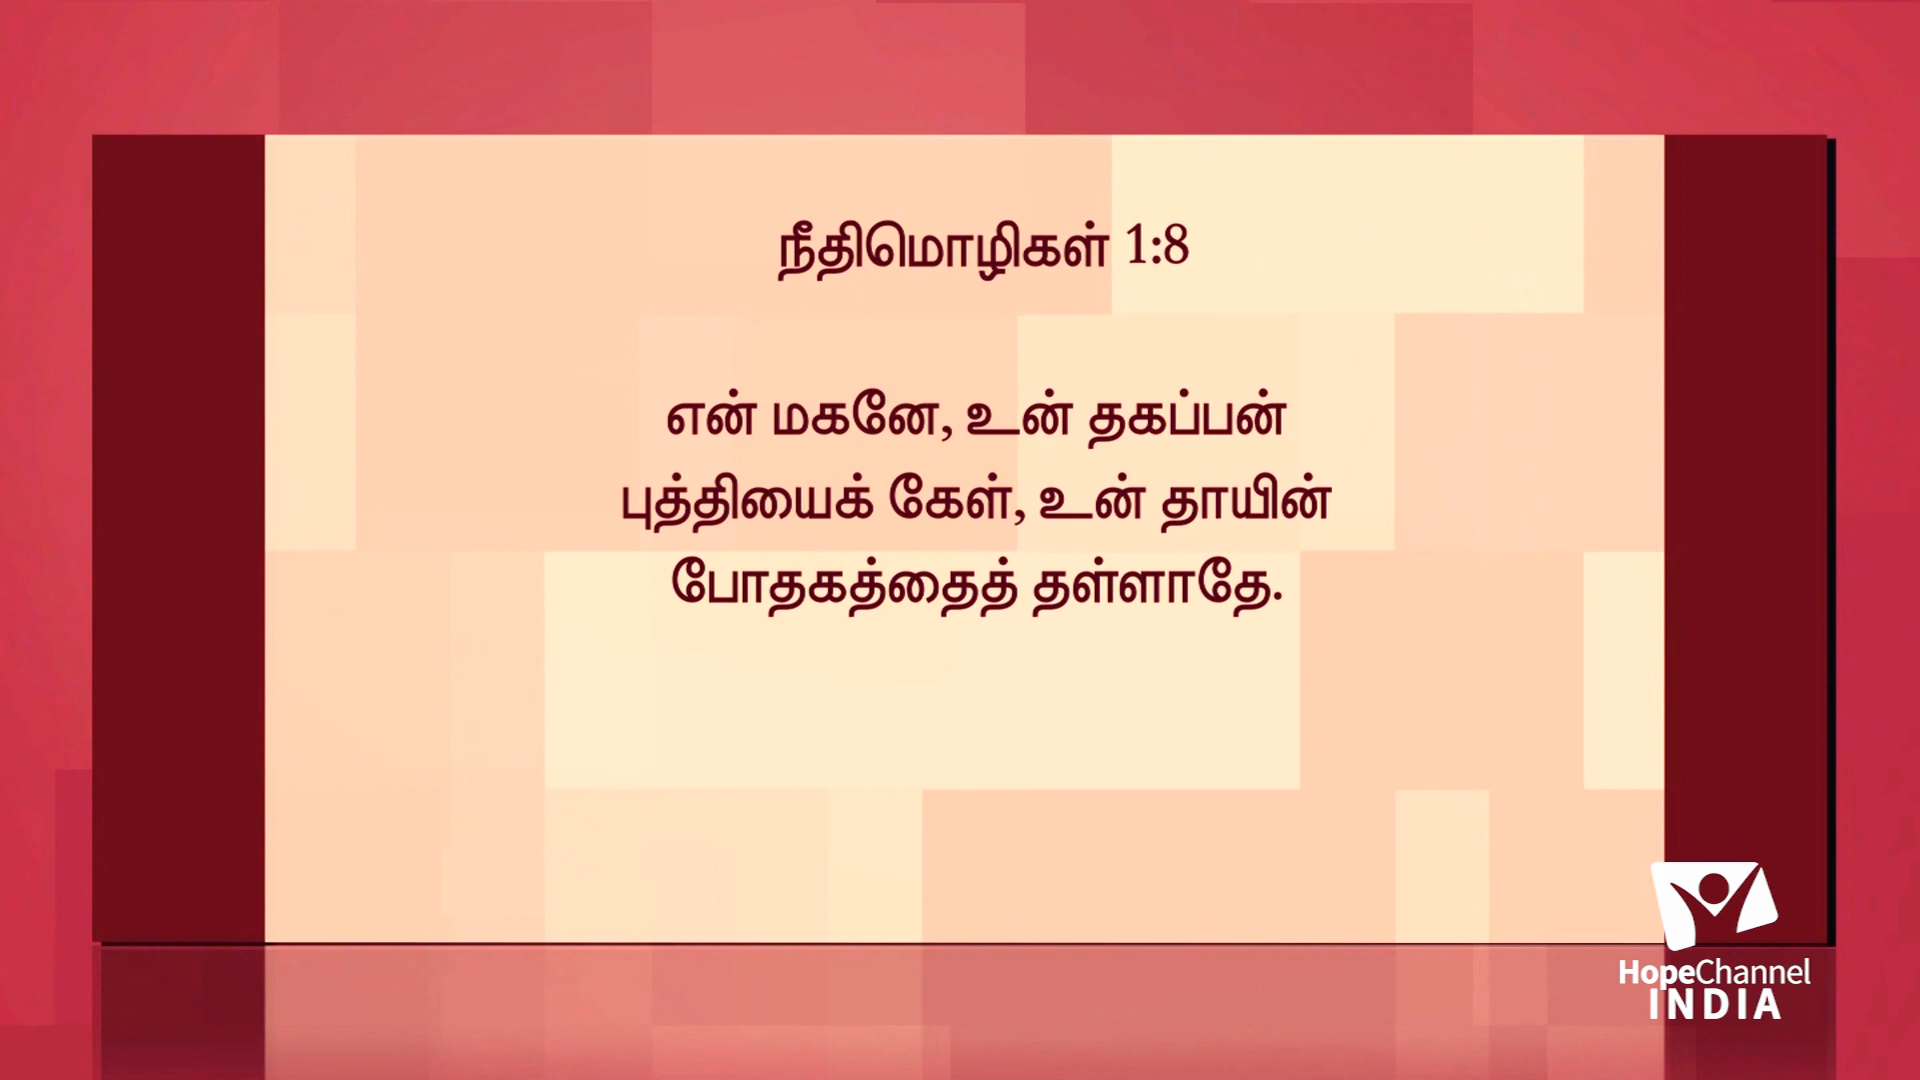 நீதிமொழிகள் 1:8
என் மகனே, உன் தகப்பன்
புத்தியைக் கேள், உன் தாயின்
போதகத்தைத் தள்ளாதே.
HopeChannel
INDIA